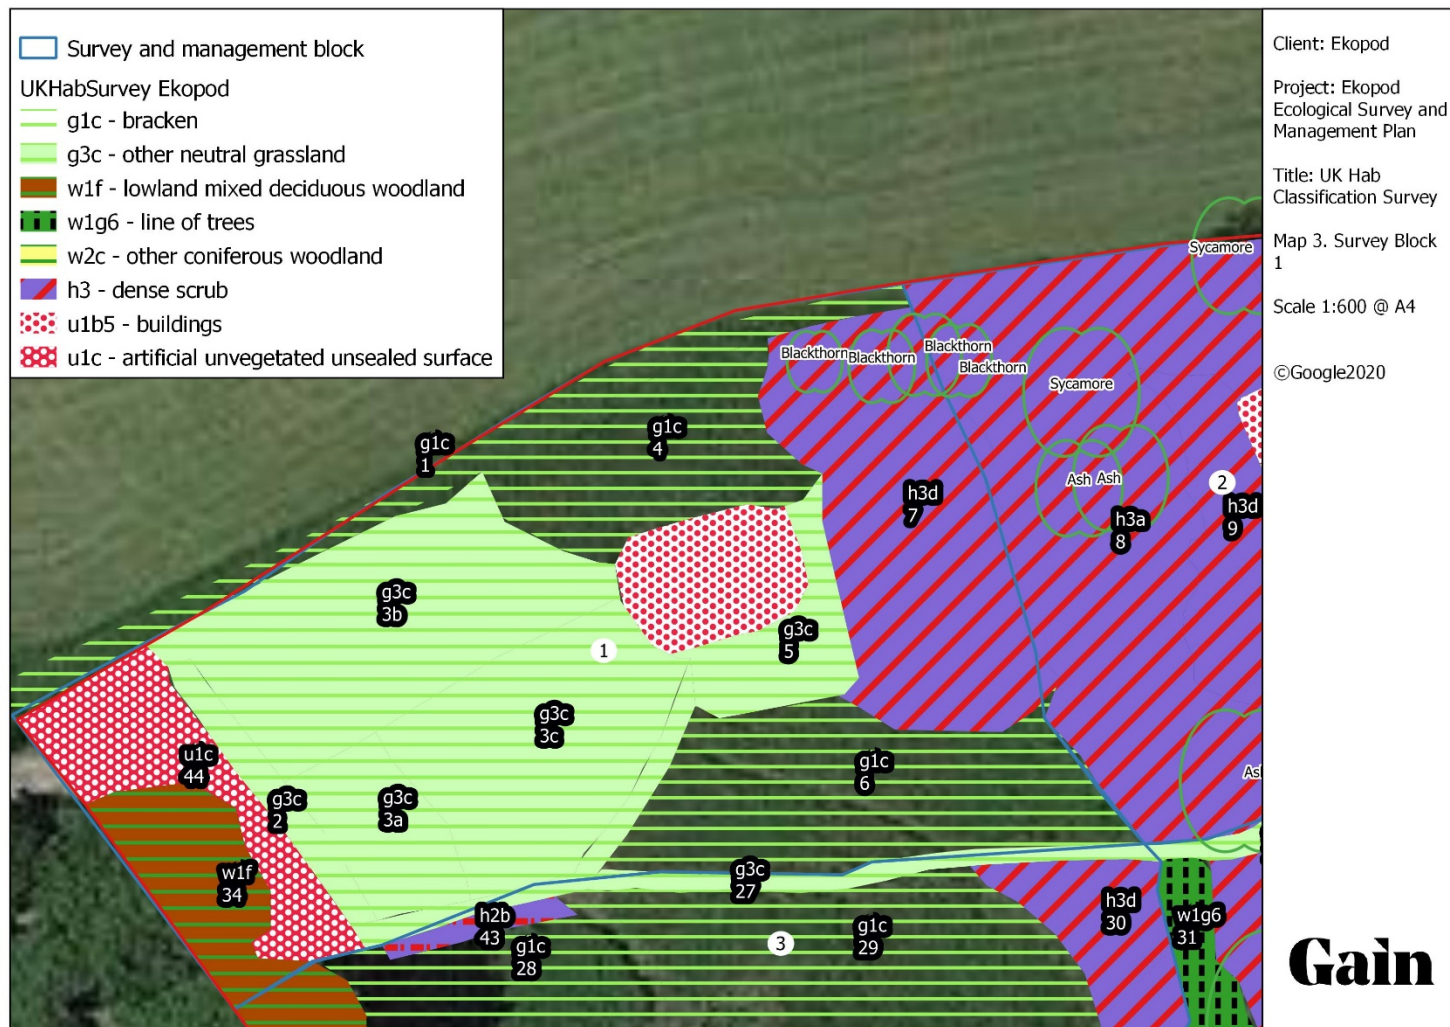 Survey and management block
UKHabSurvey Ekopod
g1c - bracken
g3c - other neutral grassland
w1f - lowland mixed deciduous woodland
w1g6 - line of trees
w2c - other coniferous woodland
h3 - dense scrub
u1b5 - buildings
u1c - artificial unvegetated unsealed surface
Client: Ekopod
Project: Ekopod
Ecological Survey and
Management Plan
Title: UK Hab
Classification Survey
Map 3. Survey Block
1
Scale 1:600 @ A4
©Google2020
Sycamore
Blackthorn
Blackthorn
Blackthorn
Blackthorn
Sycamore
g1c
1
g1c
4
Ash
Ash
h3d
7
h3a
8
2
h3d
9
g3c
3b
1
g3c
5
g3c
3c
u1c
44
g1c
6
Ash
g3c
2
g3c
3a
w1f
34
g3c
27
h2b
43
g1c
28
3
g1c
29
h3d
30
w1g6
31
Gain